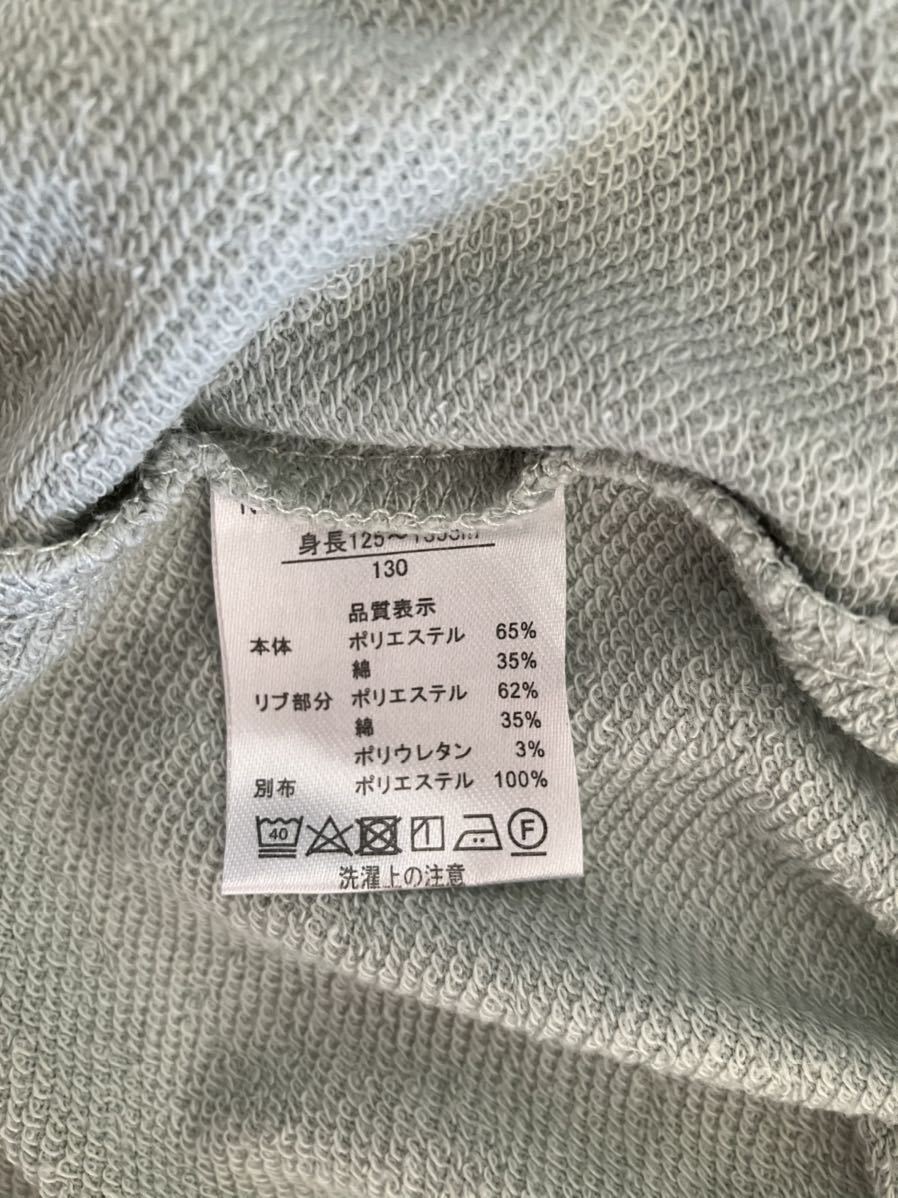 身長125~135cm
130
品質表示
本体 ポリエステル 65%
綿 35%
リブ部分 ポリエステル 62%
綿 35%
ポリウレタン 3%
別布 ポリエステル 100%
40 F
洗濯上の注意